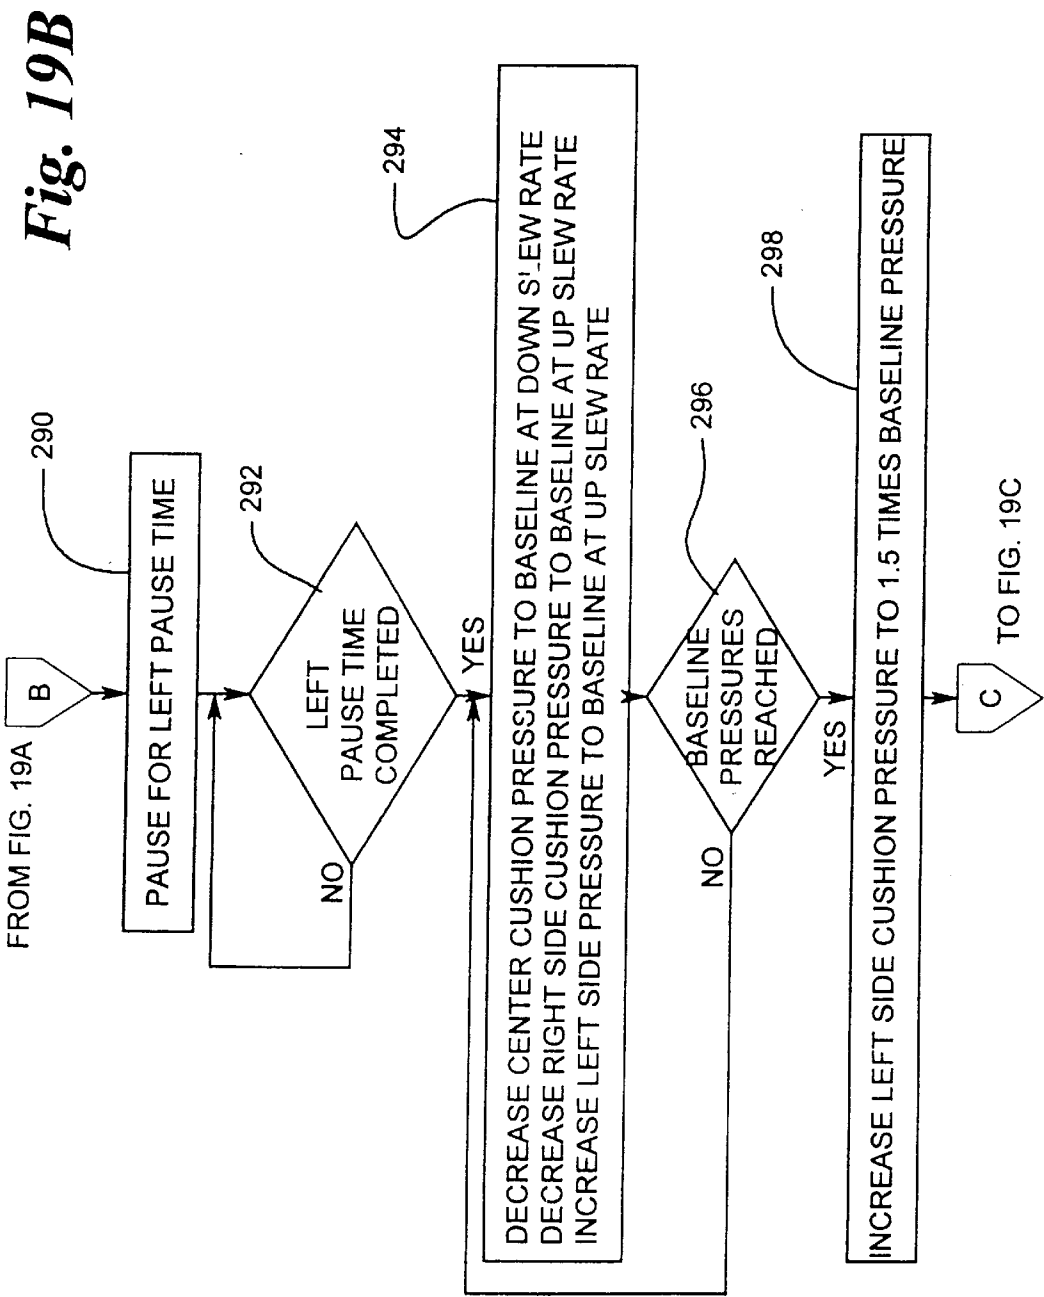 Fig. 19B
FROM FIG. 19A
B
290
PAUSE FOR LEFT PAUSE TIME
292
LEFT
PAUSE TIME
COMPLETED
NO
YES
294
DECREASE CENTER CUSHION PRESSURE TO BASELINE AT DOWN SLEW RATE
DECREASE RIGHT SIDE CUSHION PRESSURE TO BASELINE AT UP SLEW RATE
INCREASE LEFT SIDE PRESSURE TO BASELINE AT UP SLEW RATE
296
BASELINE
PRESSURES
REACHED
NO
YES
298
INCREASE LEFT SIDE CUSHION PRESSURE TO 1.5 TIMES BASELINE PRESSURE
C
TO FIG. 19C